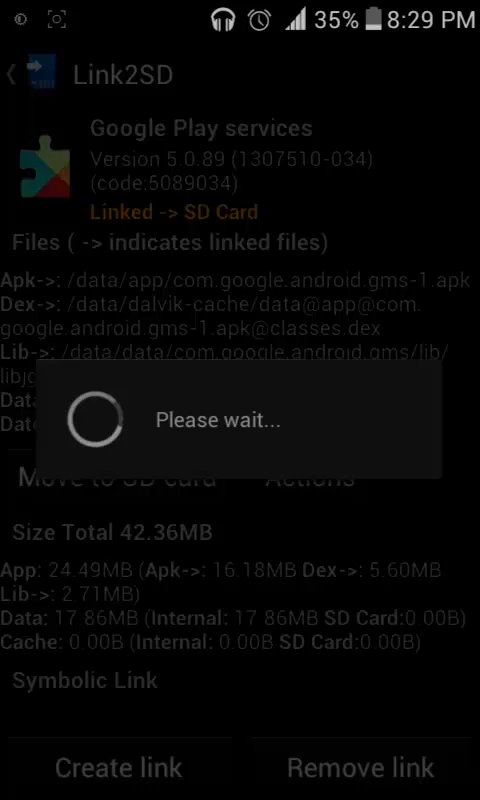 35% 8:29 PM
Link2SD
Google Play services
Version 5.0.89 (1307510-034)
(code:5089034)
Linked -> SD Card
Files ( -> indicates linked files)
Apk->: /data/app/com.google.android.gms-1.apk
Dex->: /data/dalvik-cache/data@app@com.
google.android.gms-1.apk@classes.dex
Lib->: /data/data/com.google.android.gms/lib/
Please wait...
Move to SD card Actions
Size Total 42.36MB
App: 24.49MB (Apk->: 16.18MB Dex->: 5.60MB
Lib->: 2.71MB)
Data: 17.86MB (Internal: 17.86MB SD Card:0.00B)
Cache: 0.00B (Internal: 0.00B SD Card:0.00B)
Symbolic Link
Create link Remove link